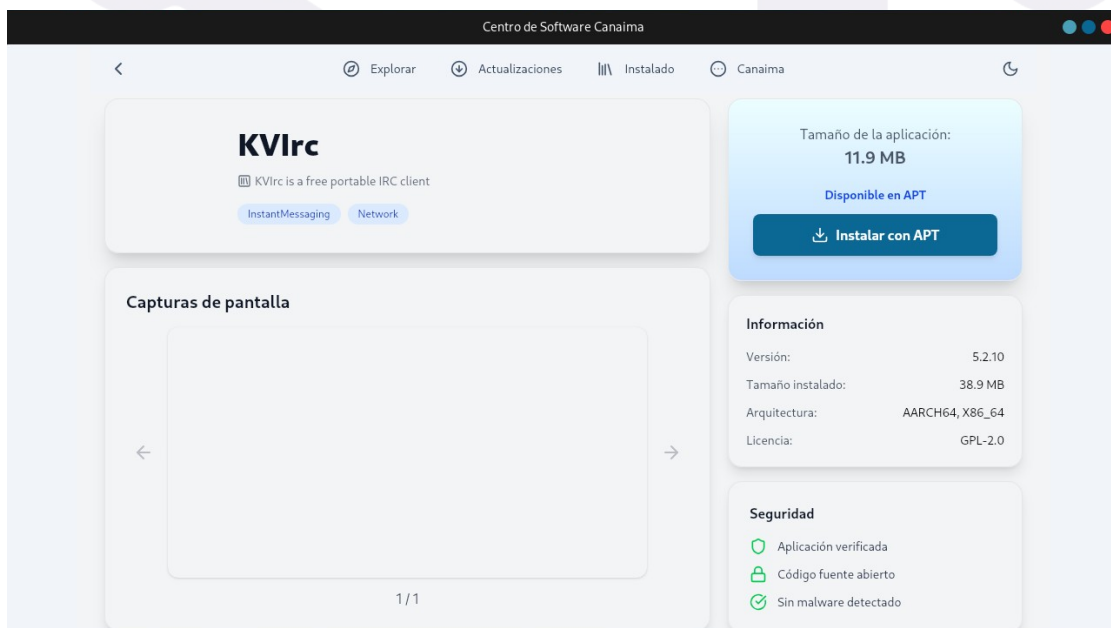 Centro de Software Canaima
Explorar
Actualizaciones
Instalado
Canaima
KVIrc
KVIrc is a free portable IRC client
InstantMessaging
Network
Tamaño de la aplicación:
11.9 MB
Disponible en APT
Instalar con APT
Capturas de pantalla
1 / 1
Información
Versión: 5.2.10
Tamaño instalado: 38.9 MB
Arquitectura: AARCH64, X86_64
Licencia: GPL-2.0
Seguridad
Aplicación verificada
Código fuente abierto
Sin malware detectado